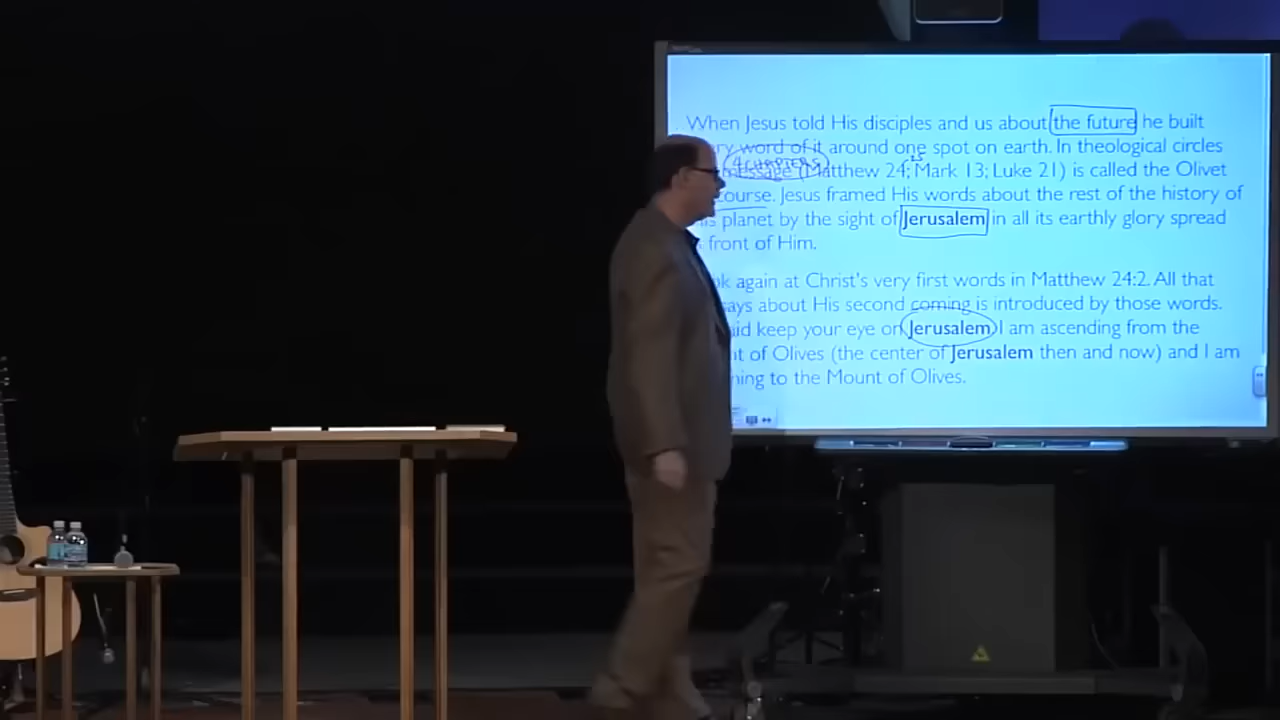 When Jesus told His disciples and us about the future he built
word of it around one spot on earth. In theological circles
4 CHAPTERS 25
message (Matthew 24; Mark 13; Luke 21) is called the Olivet
course. Jesus framed His words about the rest of the history of
planet by the sight of Jerusalem in all its earthly glory spread
front of Him.
again at Christ's very first words in Matthew 24:2. All that
says about His second coming is introduced by those words.
keep your eye on Jerusalem I am ascending from the
of Olives (the center of Jerusalem then and now) and I am
to the Mount of Olives.